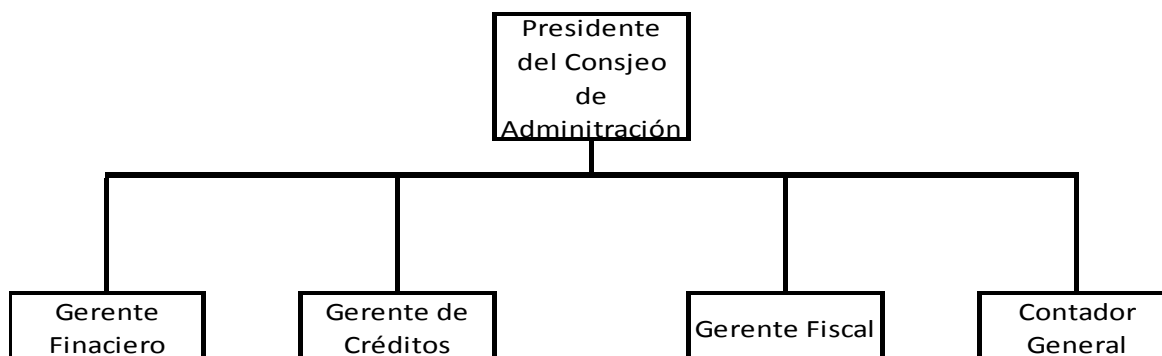 Presidente
del Consjeo
de
Adminitración
Gerente
Finaciero
Gerente de
Créditos
Gerente Fiscal
Contador
General